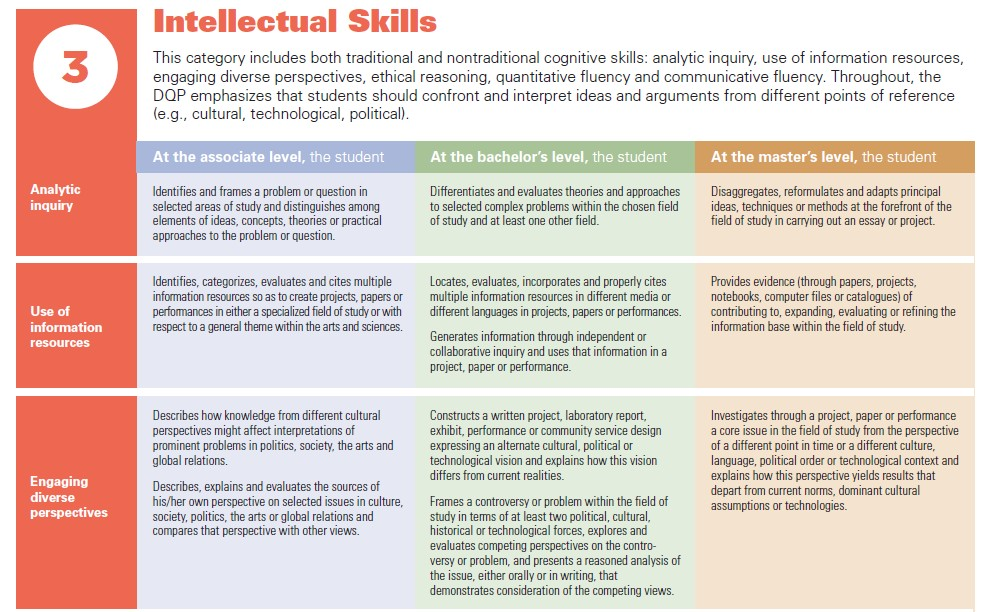 3
Intellectual Skills
This category includes both traditional and nontraditional cognitive skills: analytic inquiry, use of information resources,
engaging diverse perspectives, ethical reasoning, quantitative fluency and communicative fluency. Throughout, the
DQP emphasizes that students should confront and interpret ideas and arguments from different points of reference
(e.g., cultural, technological, political).
At the associate level, the student
At the bachelor's level, the student
At the master's level, the student
Analytic
inquiry
Identifies and frames a problem or question in
selected areas of study and distinguishes among
elements of ideas, concepts, theories or practical
approaches to the problem or question.
Differentiates and evaluates theories and approaches
to selected complex problems within the chosen field
of study and at least one other field.
Disaggregates, reformulates and adapts principal
ideas, techniques or methods at the forefront of the
field of study in carrying out an essay or project.
Use of
information
resources
Identifies, categorizes, evaluates and cites multiple
information resources so as to create projects, papers or
performances in either a specialized field of study or with
respect to a general theme within the arts and sciences.
Locates, evaluates, incorporates and properly cites
multiple information resources in different media or
different languages in projects, papers or performances.
Generates information through independent or
collaborative inquiry and uses that information in a
project, paper or performance.
Provides evidence (through papers, projects,
notebooks, computer files or catalogues) of
contributing to, expanding, evaluating or refining the
information base within the field of study.
Engaging
diverse
perspectives
Describes how knowledge from different cultural
perspectives might affect interpretations of
prominent problems in politics, society, the arts and
global relations.
Describes, explains and evaluates the sources of
his/her own perspective on selected issues in culture,
society, politics, the arts or global relations and
compares that perspective with other views.
Constructs a written project, laboratory report,
exhibit, performance or community service design
expressing an alternate cultural, political or
technological vision and explains how this vision
differs from current realities.
Frames a controversy or problem within the field of
study in terms of at least two political, cultural,
historical or technological forces, explores and
evaluates competing perspectives on the contro-
versy or problem, and presents a reasoned analysis of
the issue, either orally or in writing, that
demonstrates consideration of the competing views.
Investigates through a project, paper or performance
a core issue in the field of study from the perspective
of a different point in time or a different culture,
language, political order or technological context and
explains how this perspective yields results that
depart from current norms, dominant cultural
assumptions or technologies.